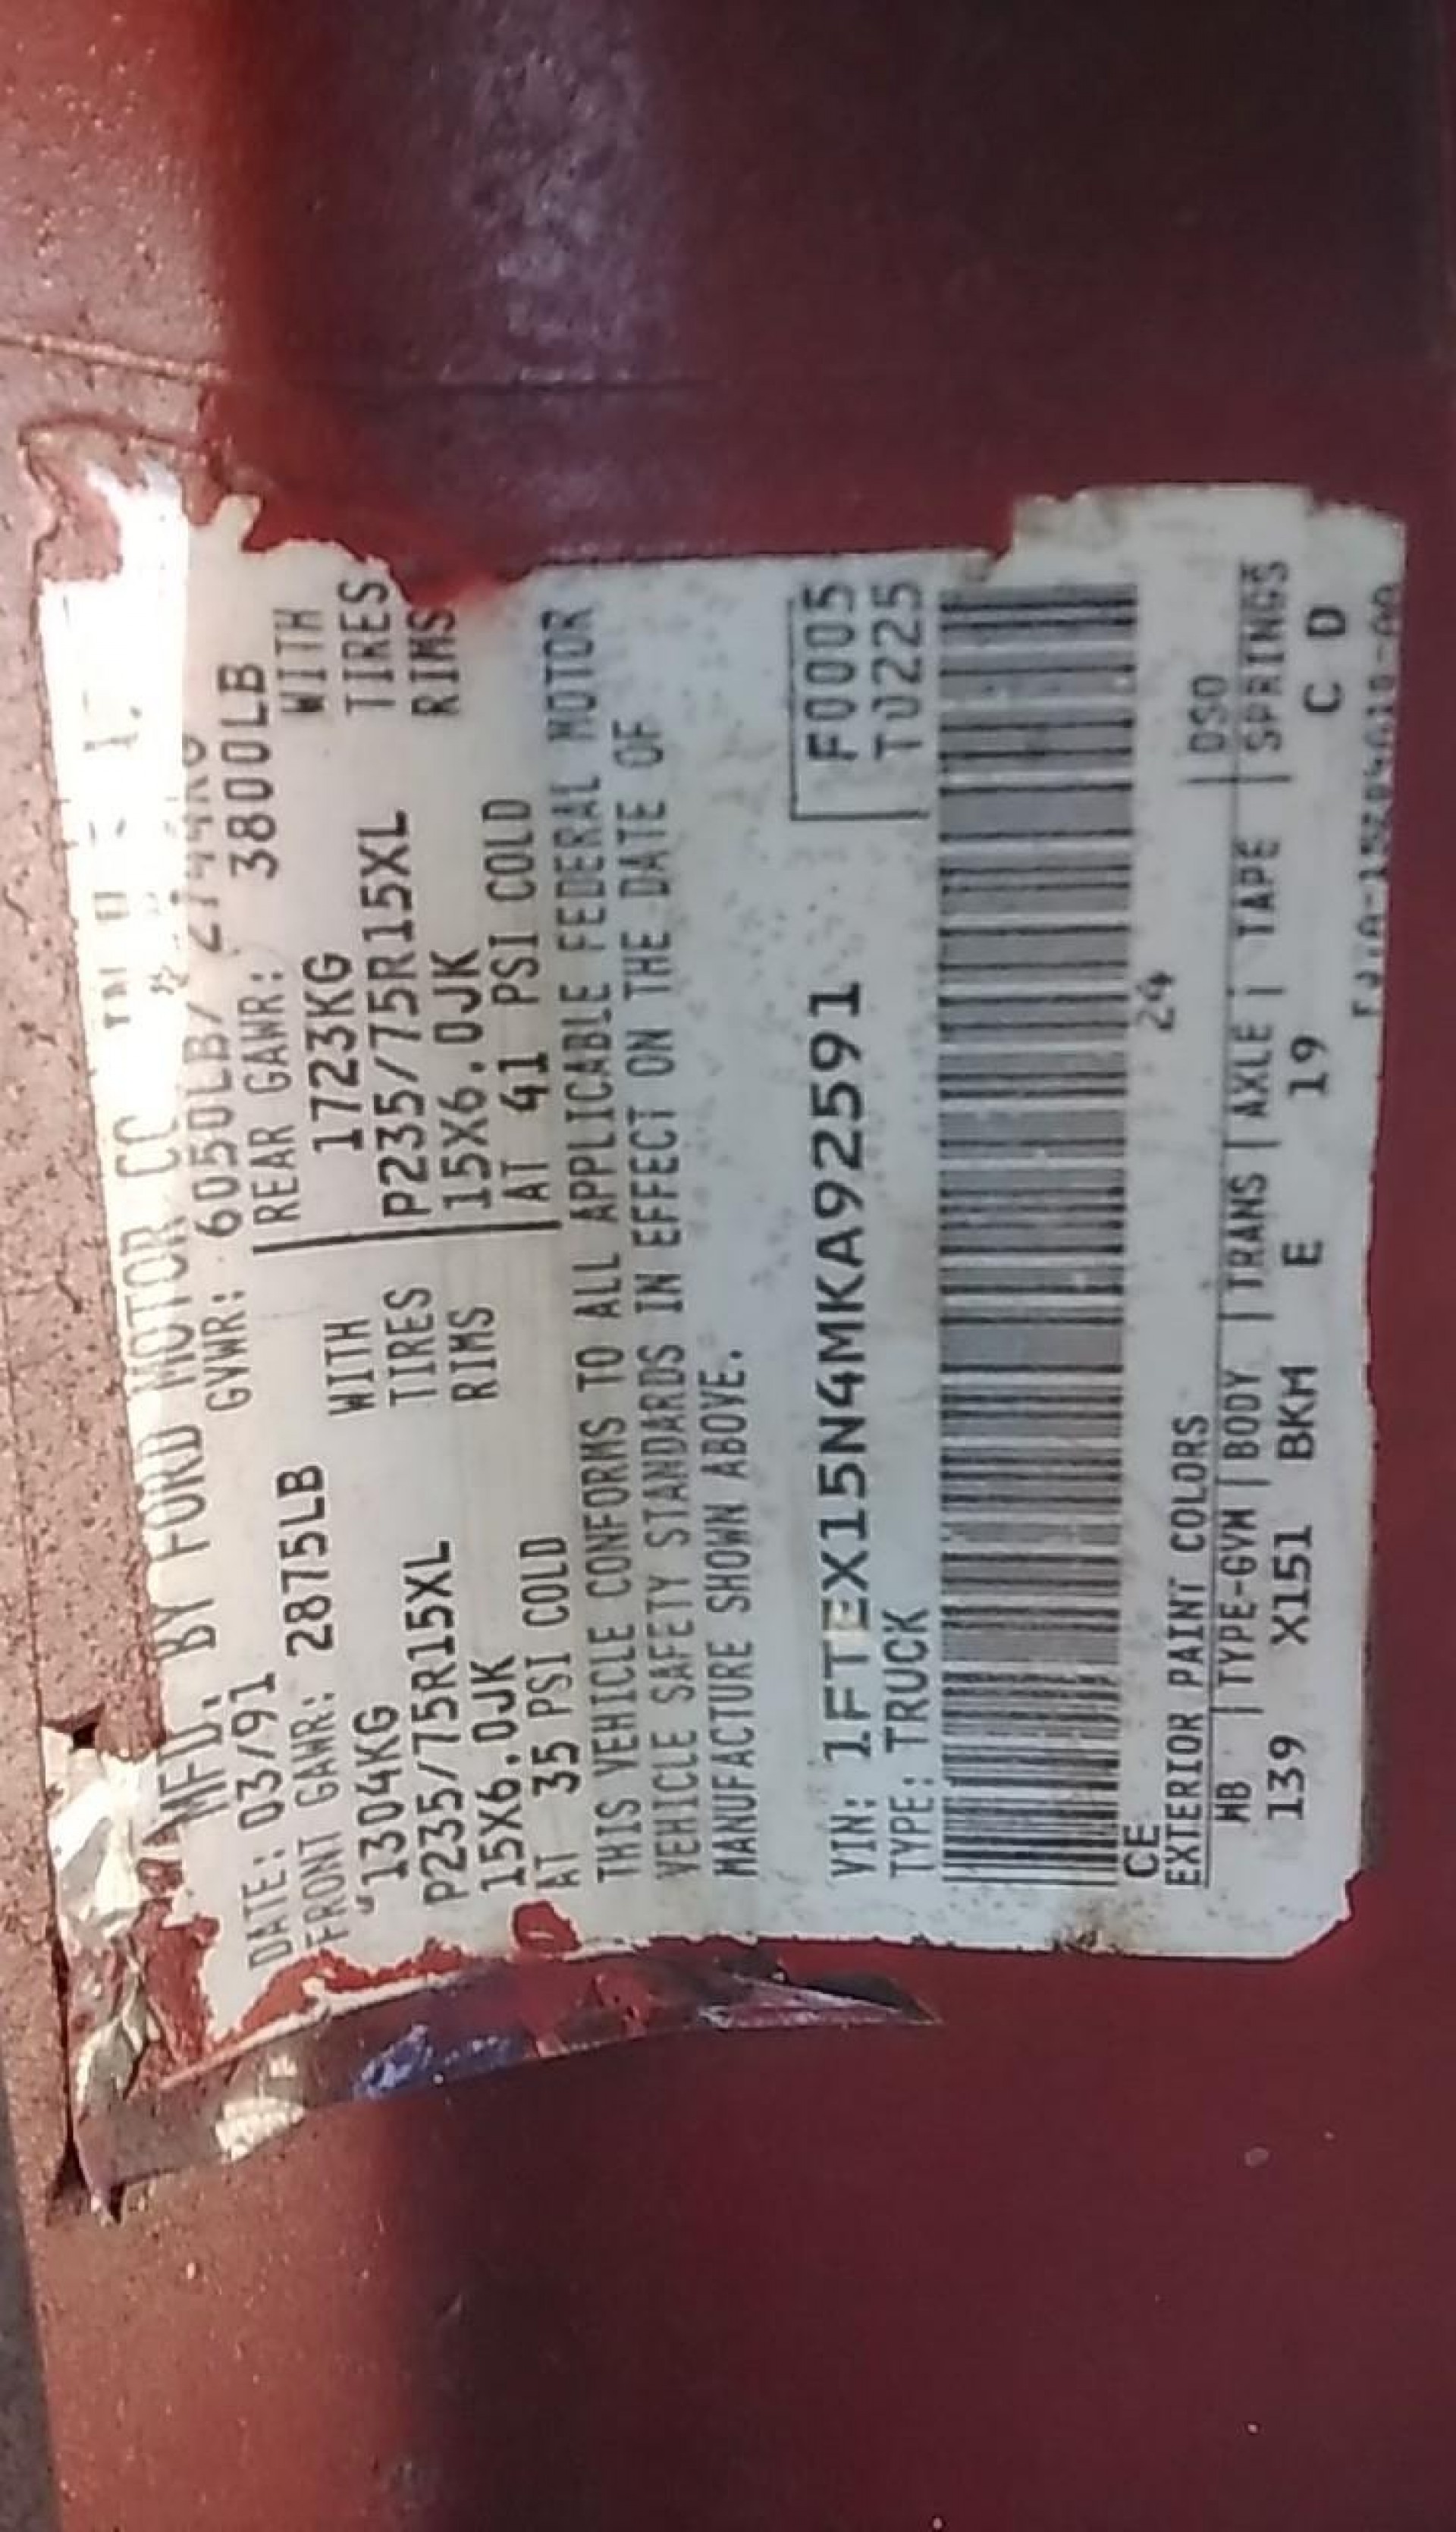 MFD. BY FORD MOTOR
DATE: 03/91 GVWR: 6050LB/
FRONT GAWR: 2875LB REAR GAWR: 3800LB
1304KG WITH 1723KG WITH
P235/75R15XL TIRES P235/75R15XL TIRES
15X6.0JK RIMS 15X6.0JK RIMS
AT 35 PSI COLD AT 41 PSI COLD
THIS VEHICLE CONFORMS TO ALL APPLICABLE FEDERAL MOTOR
VEHICLE SAFETY STANDARDS IN EFFECT ON THE DATE OF
MANUFACTURE SHOWN ABOVE.
VIN: 1FTEX15N4MKA92591 F0005
TYPE: TRUCK T0225
CE 24
EXTERIOR PAINT COLORS | DSO
WB | TYPE-GVM | BODY | TRANS | AXLE | TAPE | SPRINGS
139 X151 BKM E 19 C D